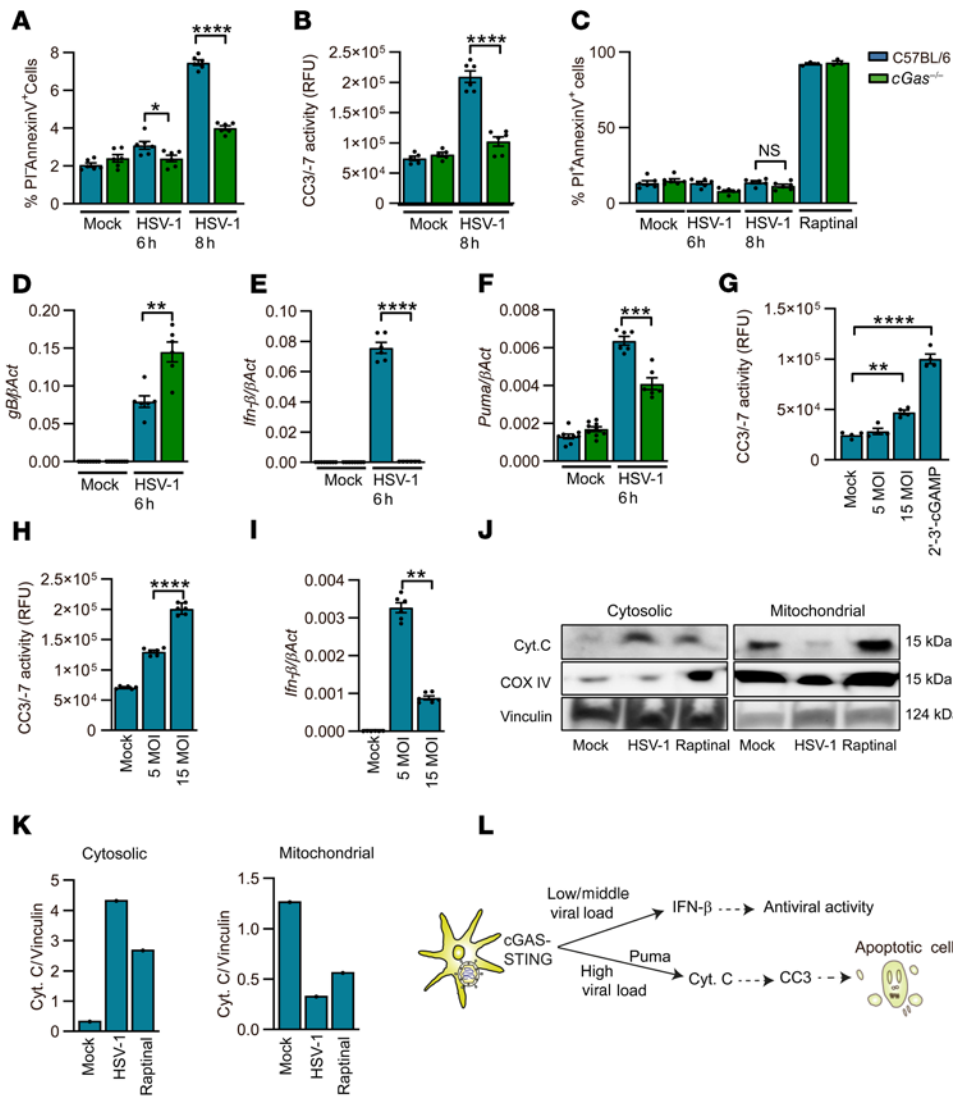 A
8
6
4
2
0
% PI⁻AnnexinV⁺Cells
*
****
Mock
HSV-1
6 h
HSV-1
8 h
B
2.5×10⁵
2.0×10⁵
1.5×10⁵
1.0×10⁵
5×10⁴
0
CC3/-7 activity (RFU)
****
Mock
HSV-1
8 h
C
100
50
0
% PI⁺AnnexinV⁺ cells
NS
Mock
HSV-1
6 h
HSV-1
8 h
Raptinal
C57BL/6
cGas⁻/⁻
D
0.20
0.15
0.10
0.05
0.00
gB/βAct
**
Mock
HSV-1
6 h
E
0.10
0.08
0.06
0.04
0.02
0.00
Ifn-β/βAct
****
Mock
HSV-1
6 h
F
0.008
0.006
0.004
0.002
0.000
Puma/βAct
***
Mock
HSV-1
6 h
G
1×10⁵
1×10⁵
5×10⁴
0
CC3/-7 activity (RFU)
****
**
Mock
5 MOI
15 MOI
2'-3'-cGAMP
H
2.5×10⁵
2×10⁵
1×10⁵
1×10⁵
5×10⁴
0
CC3/-7 activity (RFU)
****
Mock
5 MOI
15 MOI
I
0.004
0.003
0.002
0.001
0
Ifn-β/βAct
**
Mock
5 MOI
15 MOI
J
Cytosolic
Mitochondrial
Cyt.C
15 kDa
COX IV
15 kDa
Vinculin
124 kDa
Mock HSV-1 Raptinal
Mock HSV-1 Raptinal
K
Cytosolic
5
4
3
2
1
0
Cyt. C/Vinculin
Mock
HSV-1
Raptinal
Mitochondrial
1.5
1.0
0.5
0.0
Cyt. C/Vinculin
Mock
HSV-1
Raptinal
L
cGAS-
STING
Low/middle
viral load
IFN-β
Antiviral activity
Puma
High
viral load
Cyt. C
CC3
Apoptotic cell